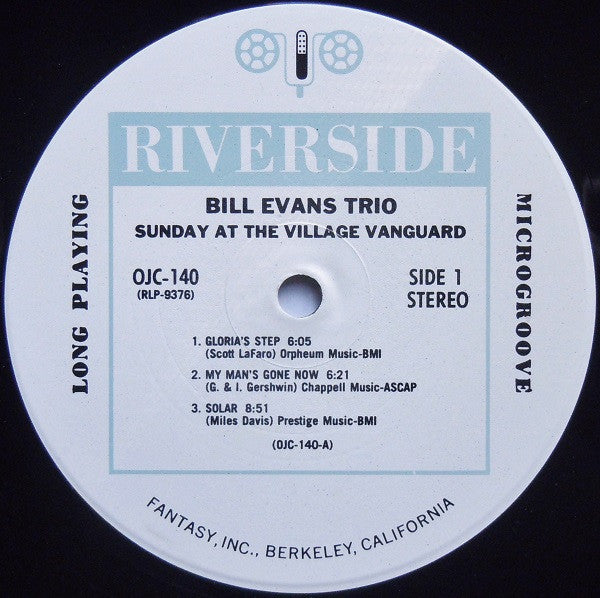 RIVERSIDE
BILL EVANS TRIO
SUNDAY AT THE VILLAGE VANGUARD
LONG PLAYING
MICROGROOVE
OJC-140
(RLP-9376)
SIDE 1
STEREO
1. GLORIA'S STEP 6:05
(Scott LaFaro) Orpheum Music-BMI
2. MY MAN'S GONE NOW 6:21
(G. & I. Gershwin) Chappell Music-ASCAP
3. SOLAR 8:51
(Miles Davis) Prestige Music-BMI
(OJC-140-A)
FANTASY, INC., BERKELEY, CALIFORNIA